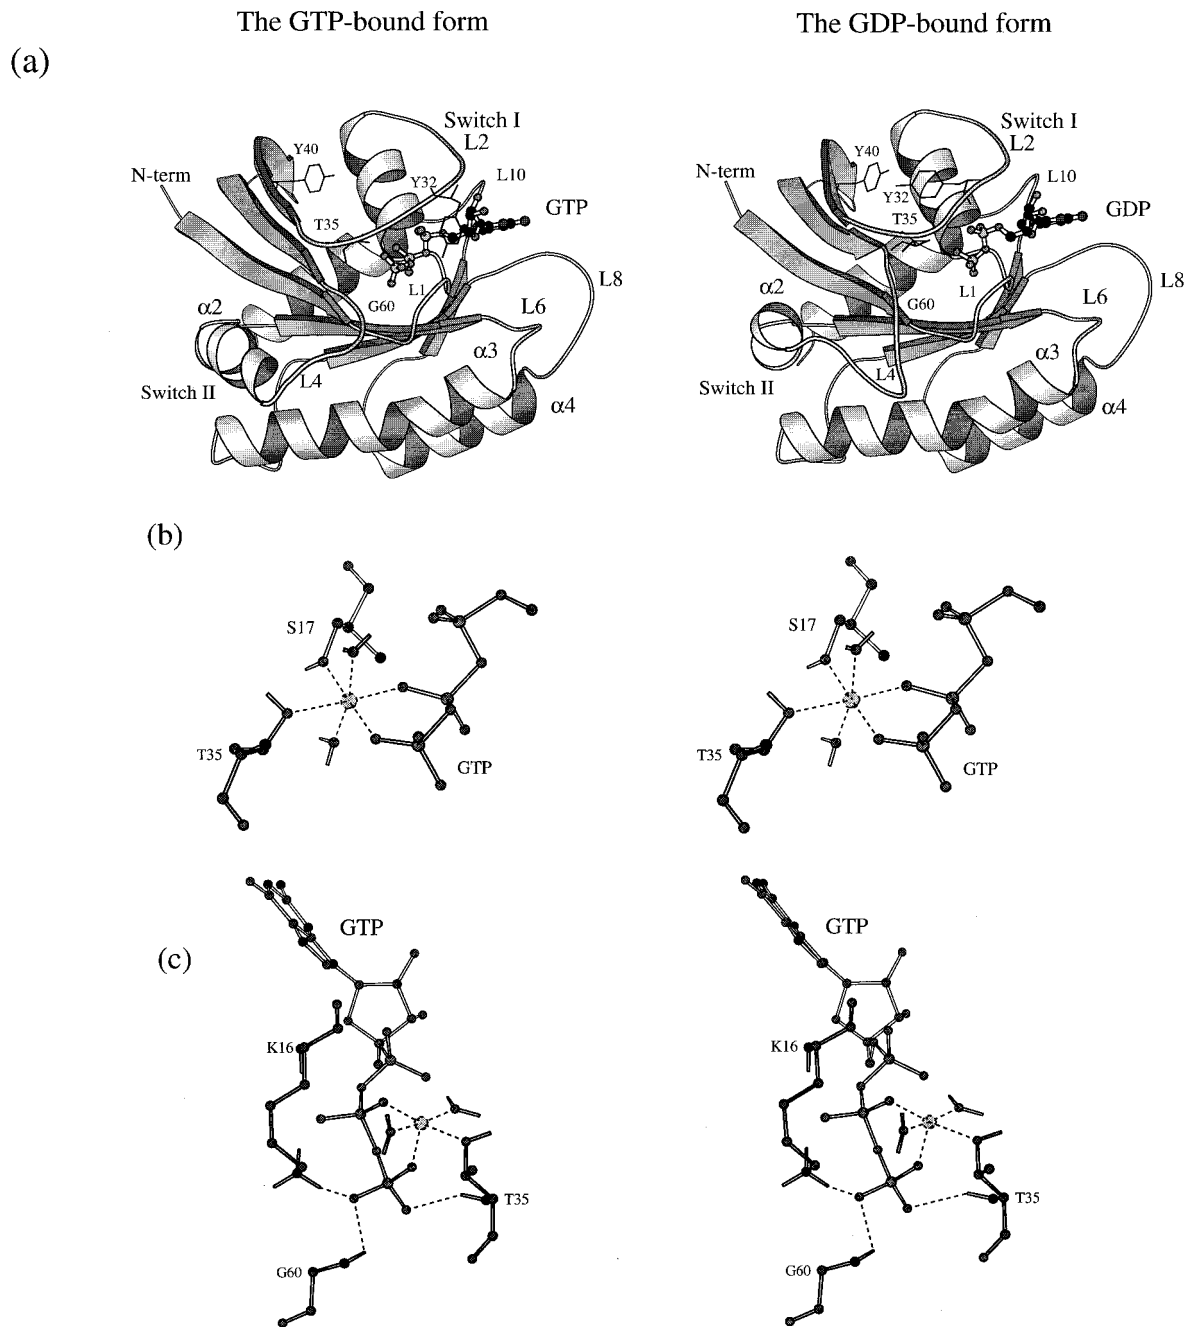 The GTP-bound form
The GDP-bound form
(a)
Switch I
L2
Y40
N-term
Y32
L10
T35
GTP
L8
α2
G60
L1
L6
α3
L4
Switch II
α4
Switch I
L2
Y40
N-term
L10
Y32
T35
GDP
L8
α2
G60
L1
L6
α3
L4
Switch II
α4
(b)
S17
T35
GTP
S17
T35
GTP
(c)
GTP
K16
T35
G60
GTP
K16
T35
G60